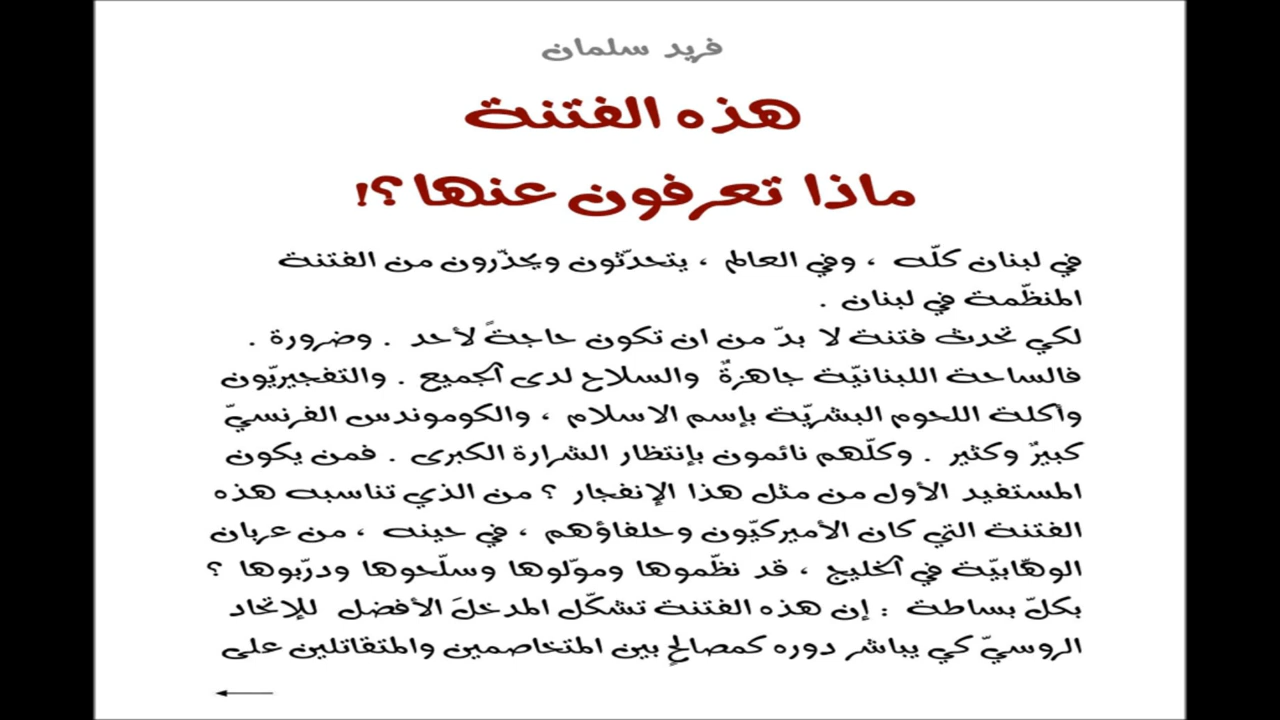 فريد سلمان
هذه الفتنة
ماذا تعرفون عنها؟!
في لبنان كلّه ، وفي العالم ، يتحدّثون ويحذّرون من الفتنة
المنظّمة في لبنان .
لكي تحدث فتنة لا بدّ من ان تكون حاجةً لأحد . وضرورة .
فالساحة اللبنانيّة جاهزةٌ والسلاح لدى الجميع . والتفجيريّون
وأكلة اللحوم البشريّة بإسم الاسلام ، والكوموندس الفرنسيّ
كبيرٌ وكثير . وكلّهم نائمون بإنتظار الشرارة الكبرى . فمن يكون
المستفيد الأول من مثل هذا الإنفجار ؟ من الذي تناسبه هذه
الفتنة التي كان الأميركيّون وحلفاؤهم ، في حينه ، من عربان
الوهّابيّة في الخليج ، قد نظّموها وموّلوها وسلّحوها ودرّبوها ؟
بكلّ بساطة : إن هذه الفتنة تشكّل المدخلَ الأفضل للإتحاد
الروسيّ كي يباشر دوره كمصالحٍ بين المتخاصمين والمتقاتلين على